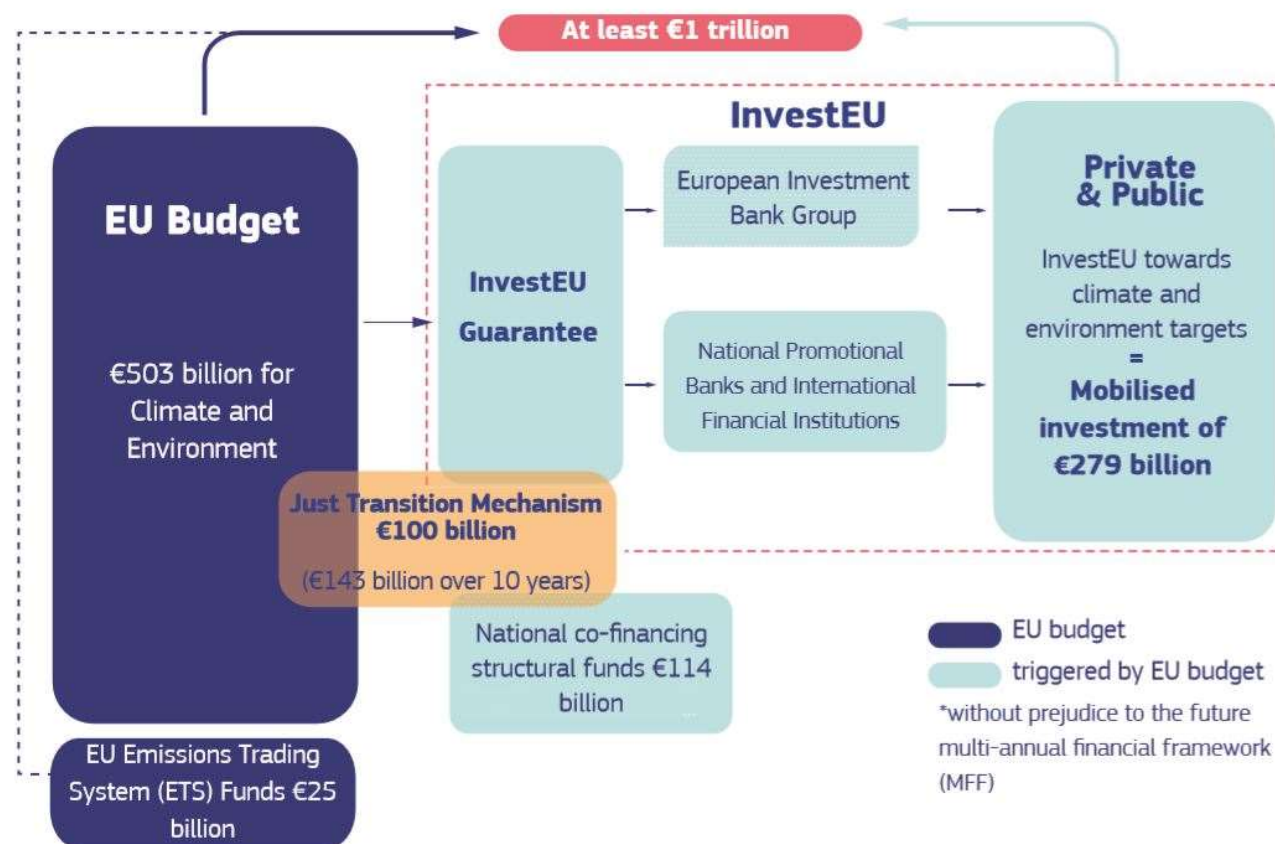 At least €1 trillion
EU Budget
€503 billion for
Climate and
Environment
InvestEU
InvestEU
Guarantee
European Investment
Bank Group
National Promotional
Banks and International
Financial Institutions
Private
& Public
InvestEU towards
climate and
environment targets
=
Mobilised
investment of
€279 billion
Just Transition Mechanism
€100 billion
(€143 billion over 10 years)
National co-financing
structural funds €114
billion
...
EU Emissions Trading
System (ETS) Funds €25
billion
EU budget
triggered by EU budget
*without prejudice to the future
multi-annual financial framework
(MFF)